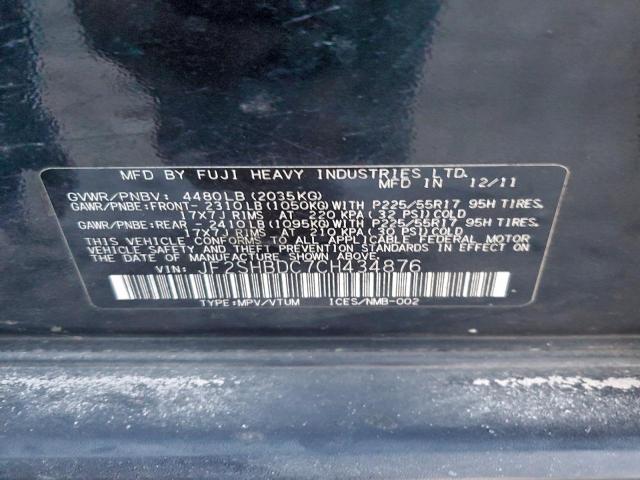 MFD BY FUJI HEAVY INDUSTRIES LTD.
MFD IN 12/11
GVWR/PNBV: 4480LB(2035KG)
GAWR/PNBE:FRONT- 2310LB(1050KG)WITH P225/55R17 95H TIRES
17X7J RIMS AT 220 KPA(32 PSI)COLD
GAWR/PNBE:REAR - 2410LB(1095KG)WITH P225/55R17 95H TIRES
17X7J RIMS AT 210 KPA(30 PSI)COLD
THIS VEHICLE CONFORMS TO ALL APPLICABLE FEDERAL MOTOR
VEHICLE SAFETY AND BUMPER STANDARDS IN EFFECT ON
THE DATE OF MANUFACTURE SHOWN ABOVE.
VIN: JF2SHBDC7CH434876
TYPE:MPV/VTUM ICES/NMB-002